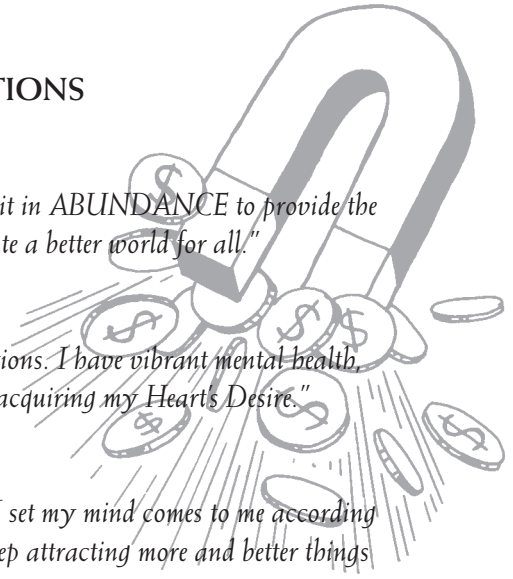 TIONS
it in ABUNDANCE to provide the
te a better world for all."
tions. I have vibrant mental health,
acquiring my Heart's Desire."
I set my mind comes to me according
ep attracting more and better things
$
$
$
$
$
$
$